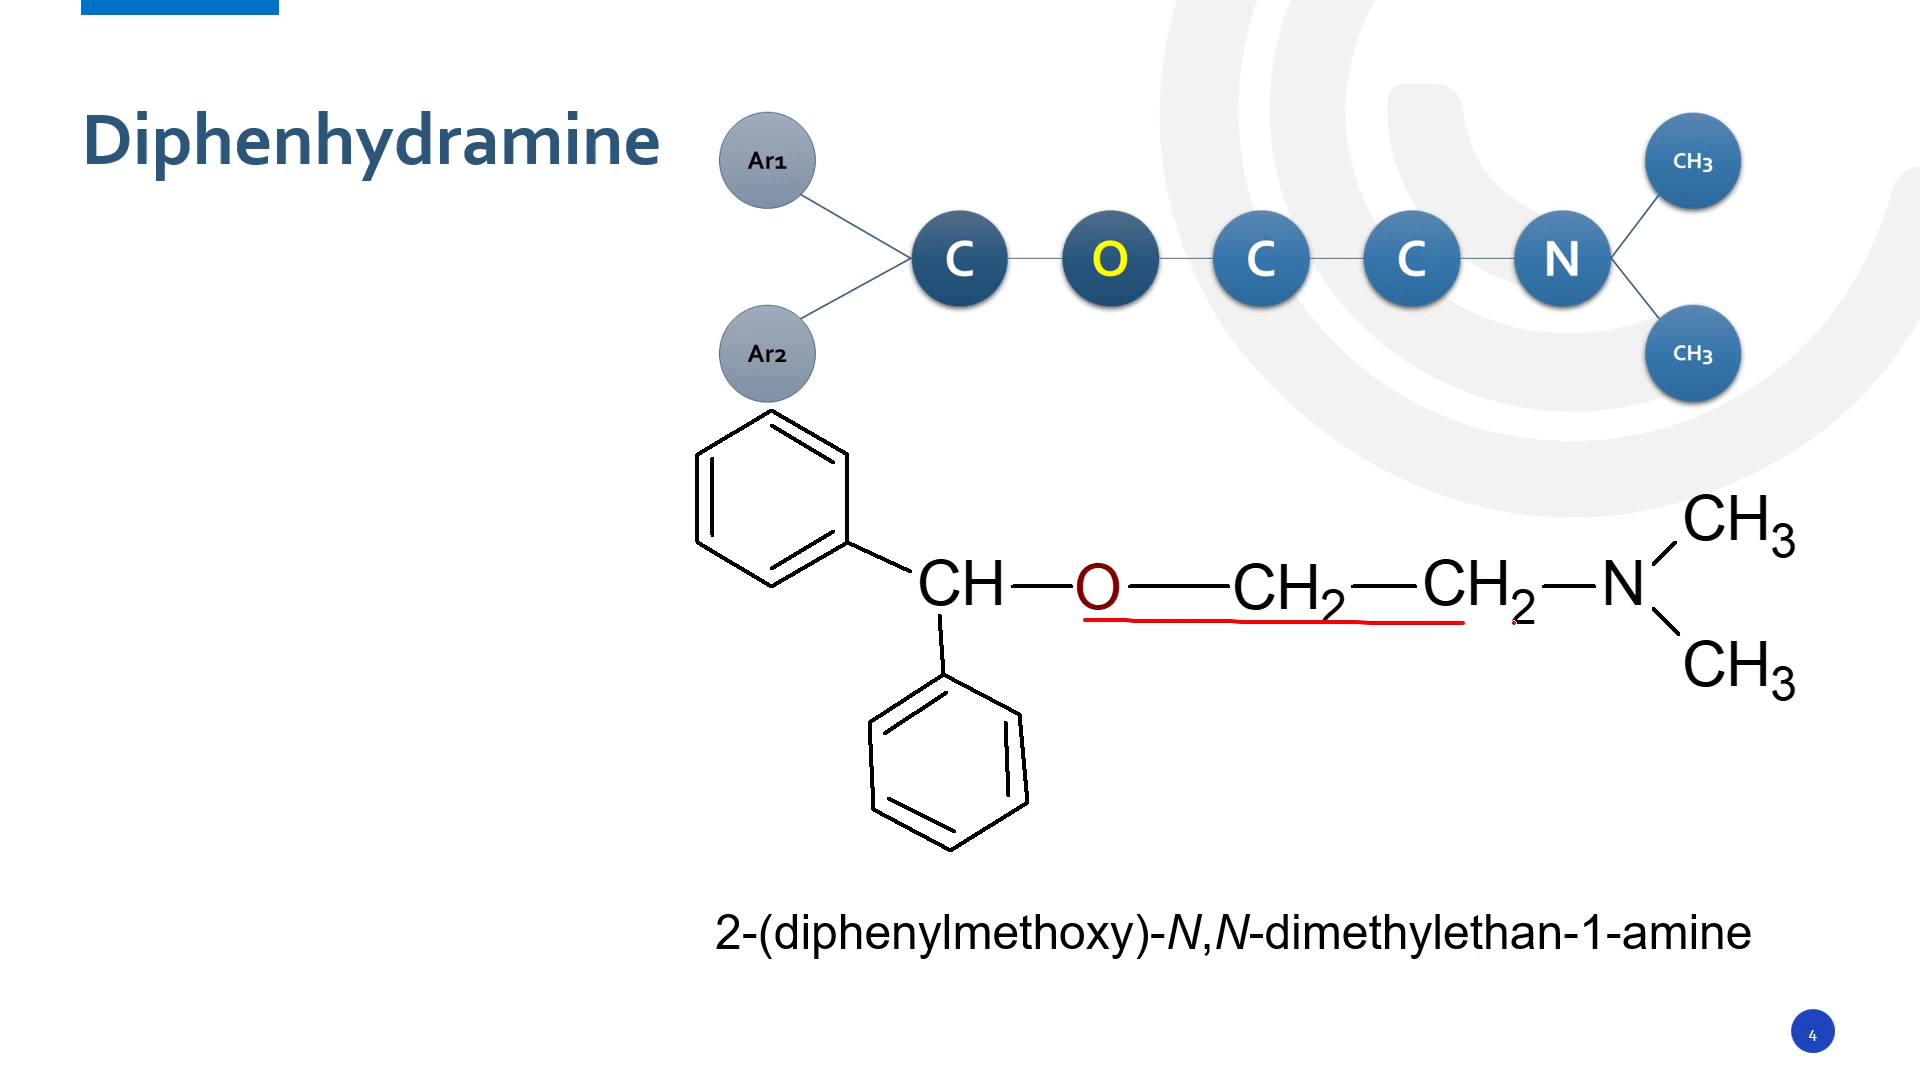 Diphenhydramine
Ar1
CH3
C O C C N
Ar2
CH3
CH3
CH—O—CH2—CH2—N
CH3
2-(diphenylmethoxy)-N,N-dimethylethan-1-amine
4